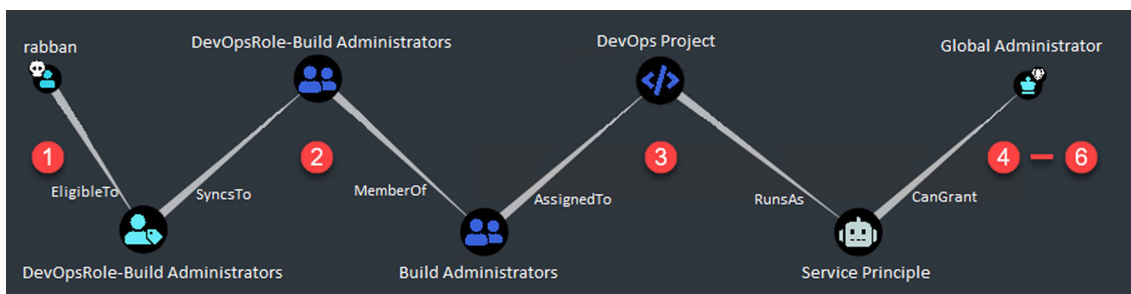 rabban
DevOpsRole-Build Administrators
DevOps Project
Global Administrator
1
2
3
4 – 6
EligibleTo
SyncsTo
MemberOf
AssignedTo
RunsAs
CanGrant
DevOpsRole-Build Administrators
Build Administrators
Service Principle